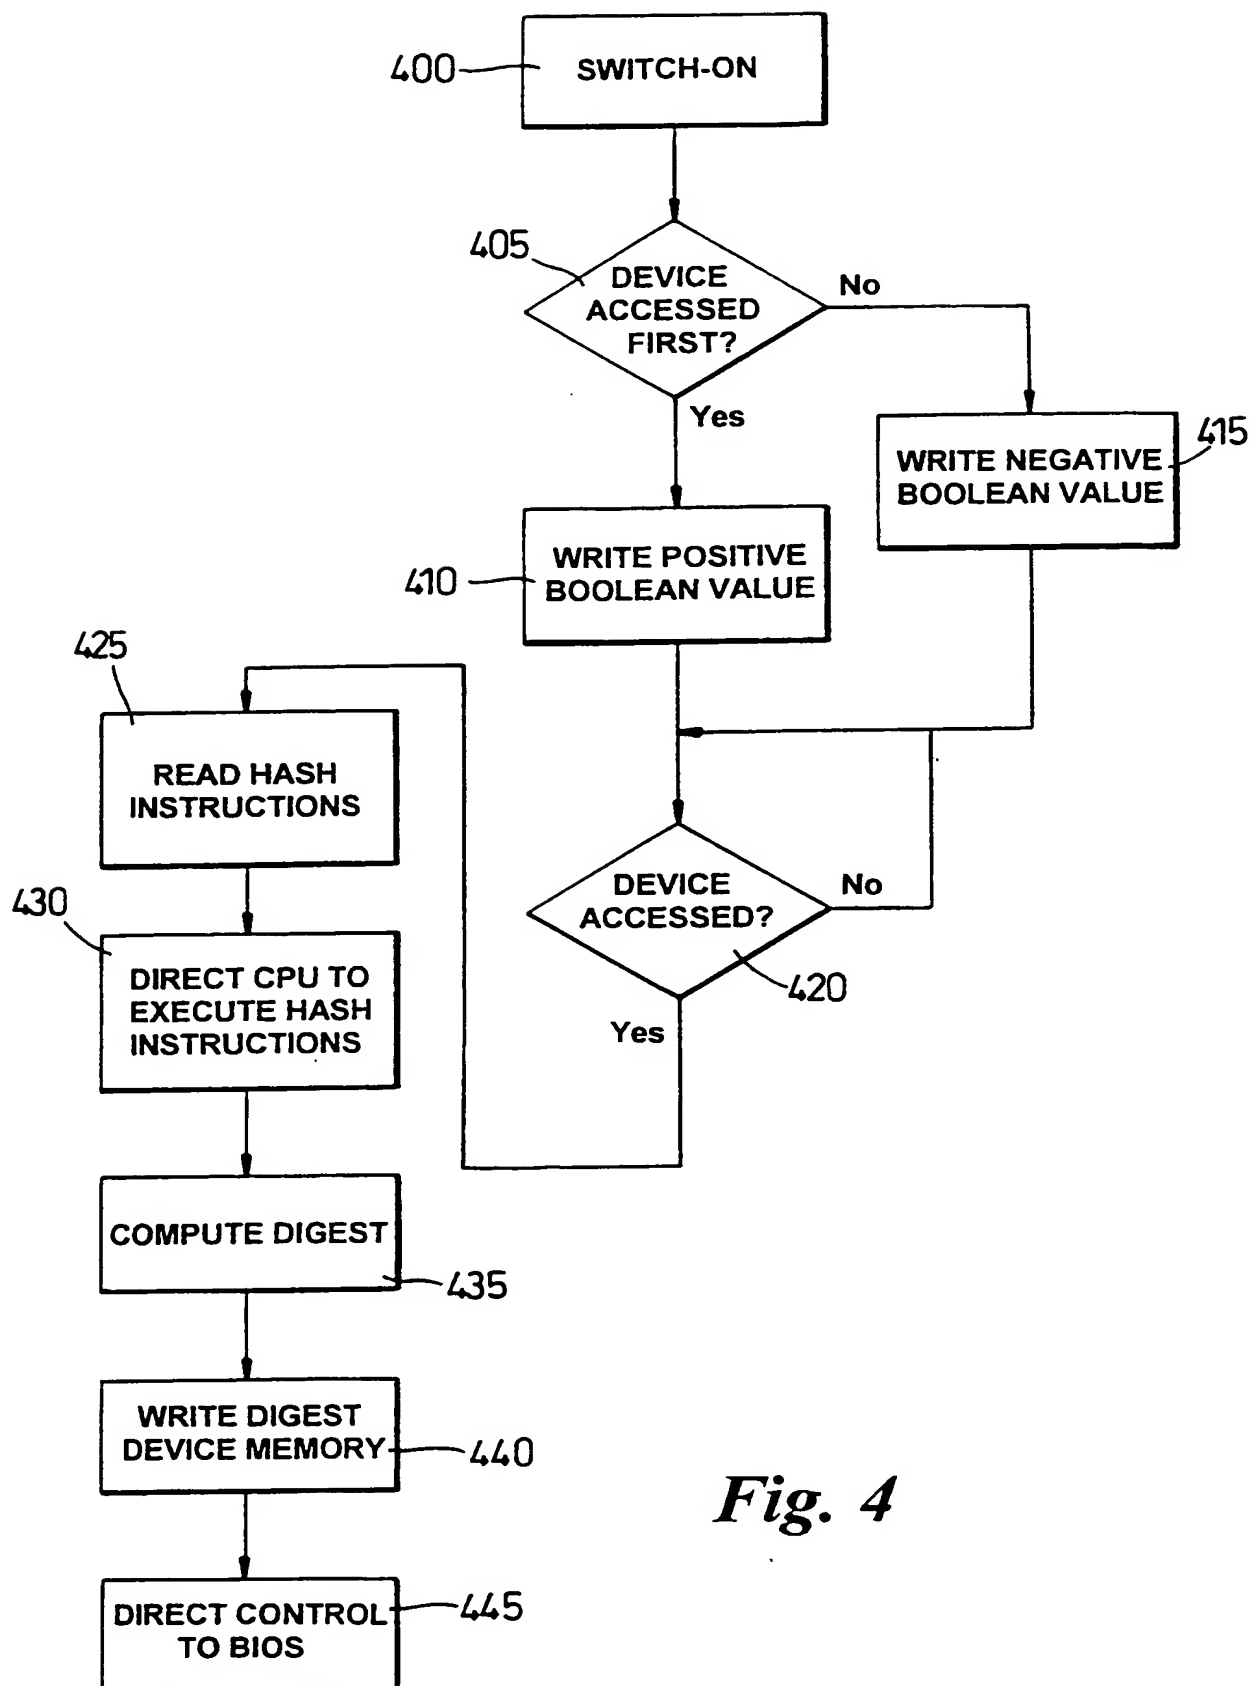 400
SWITCH-ON
405
DEVICE
ACCESSED
FIRST?
No
Yes
415
WRITE NEGATIVE
BOOLEAN VALUE
410
WRITE POSITIVE
BOOLEAN VALUE
425
READ HASH
INSTRUCTIONS
DEVICE
ACCESSED?
No
420
Yes
430
DIRECT CPU TO
EXECUTE HASH
INSTRUCTIONS
COMPUTE DIGEST
435
WRITE DIGEST
DEVICE MEMORY
440
DIRECT CONTROL
TO BIOS
445
Fig. 4